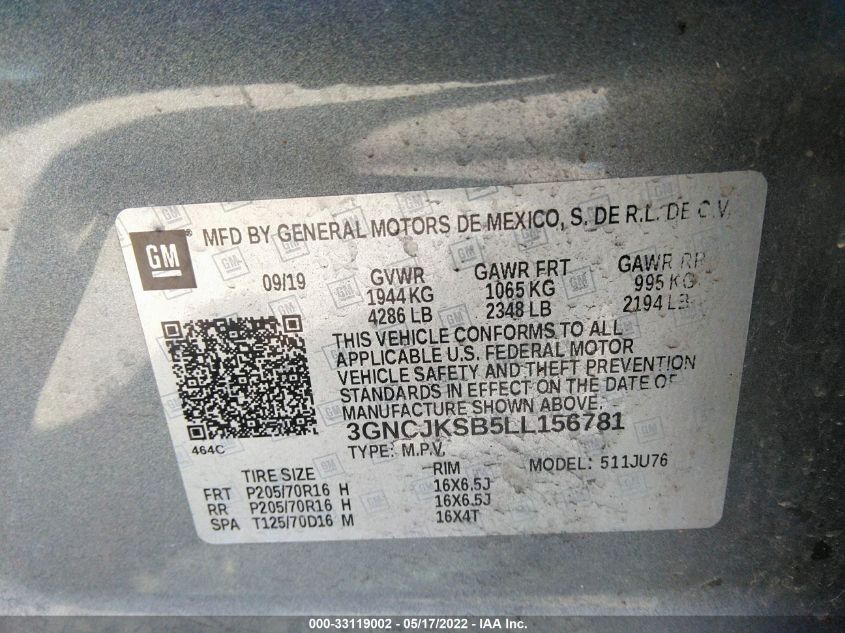 GM
MFD BY GENERAL MOTORS DE MEXICO, S. DE R.L. DE C.V.
09/19 GVWR GAWR FRT GAWR RR
1944 KG 1065 KG 995 KG
4286 LB 2348 LB 2194 LB
THIS VEHICLE CONFORMS TO ALL
APPLICABLE U.S. FEDERAL MOTOR
VEHICLE SAFETY AND THEFT PREVENTION
STANDARDS IN EFFECT ON THE DATE OF
MANUFACTURE SHOWN ABOVE.
3GNCJKSB5LL156781
464C
TYPE: M.P.V. MODEL: 511JU76
TIRE SIZE RIM
FRT P205/70R16 H 16X6.5J
RR P205/70R16 H 16X6.5J
SPA T125/70D16 M 16X4T
000-33119002 - 05/17/2022 - © IAA Inc.